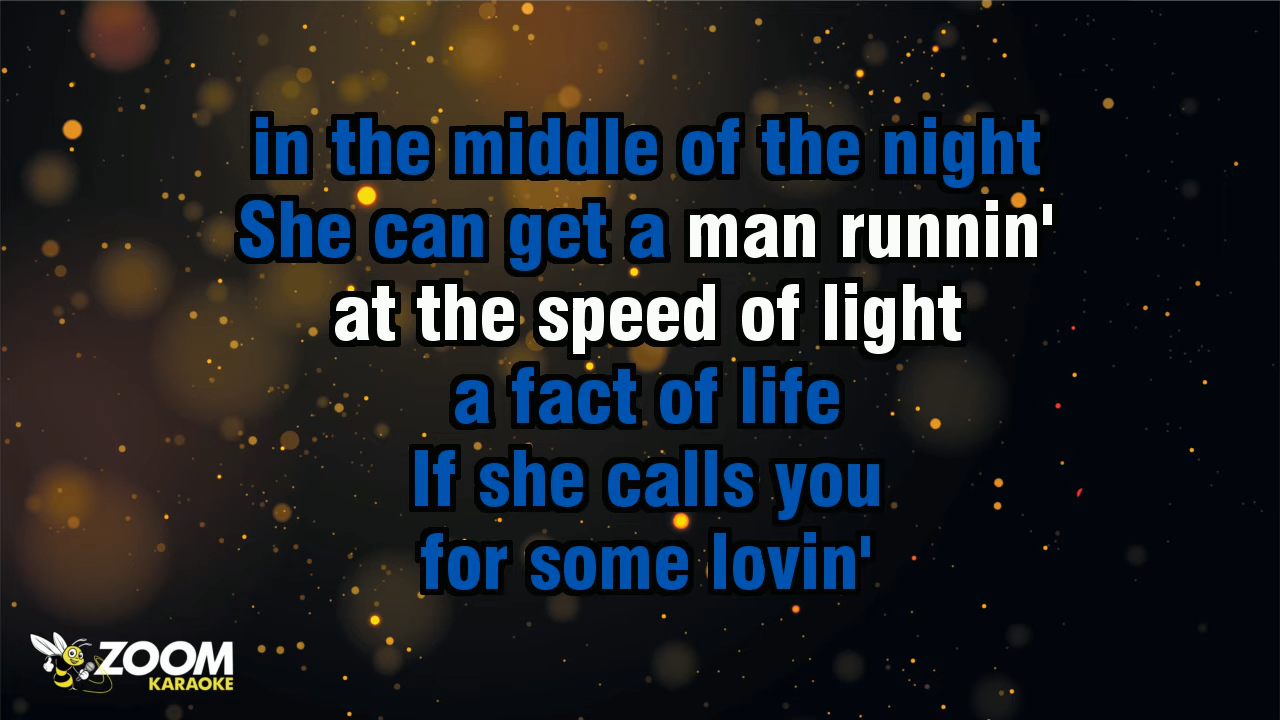 in the middle of the night
She can get a man runnin'
at the speed of light
a fact of life
If she calls you
for some lovin'
ZOOM
KARAOKE